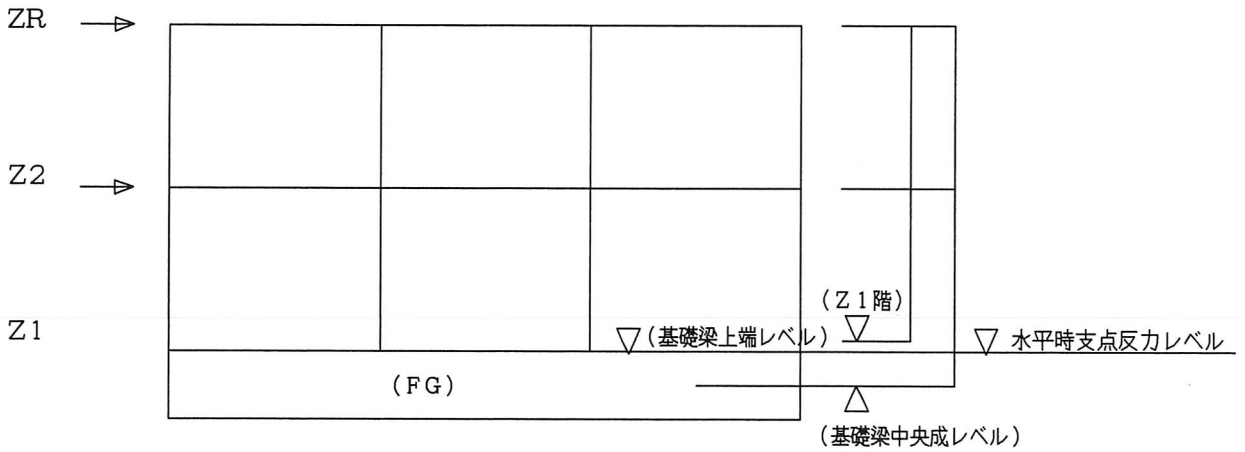 ZR
Z2
(Z1階)
Z1
(基礎梁上端レベル)
水平時支点反力レベル
(FG)
(基礎梁中央成レベル)